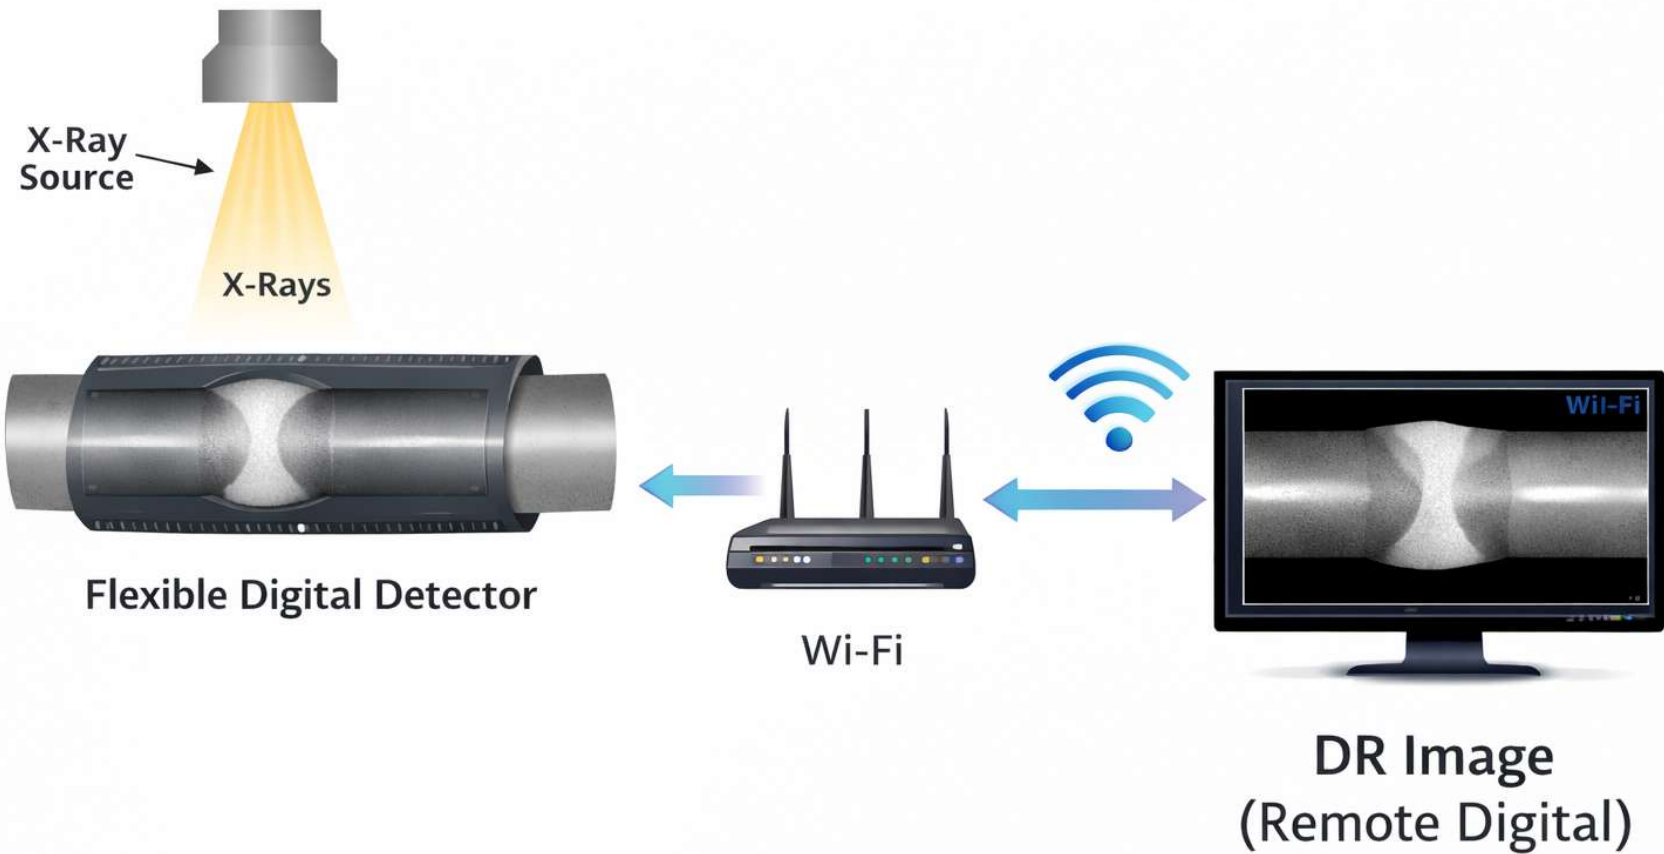 X-Ray
Source
X-Rays
Flexible Digital Detector
Wi-Fi
Wil-Fi
DR Image
(Remote Digital)